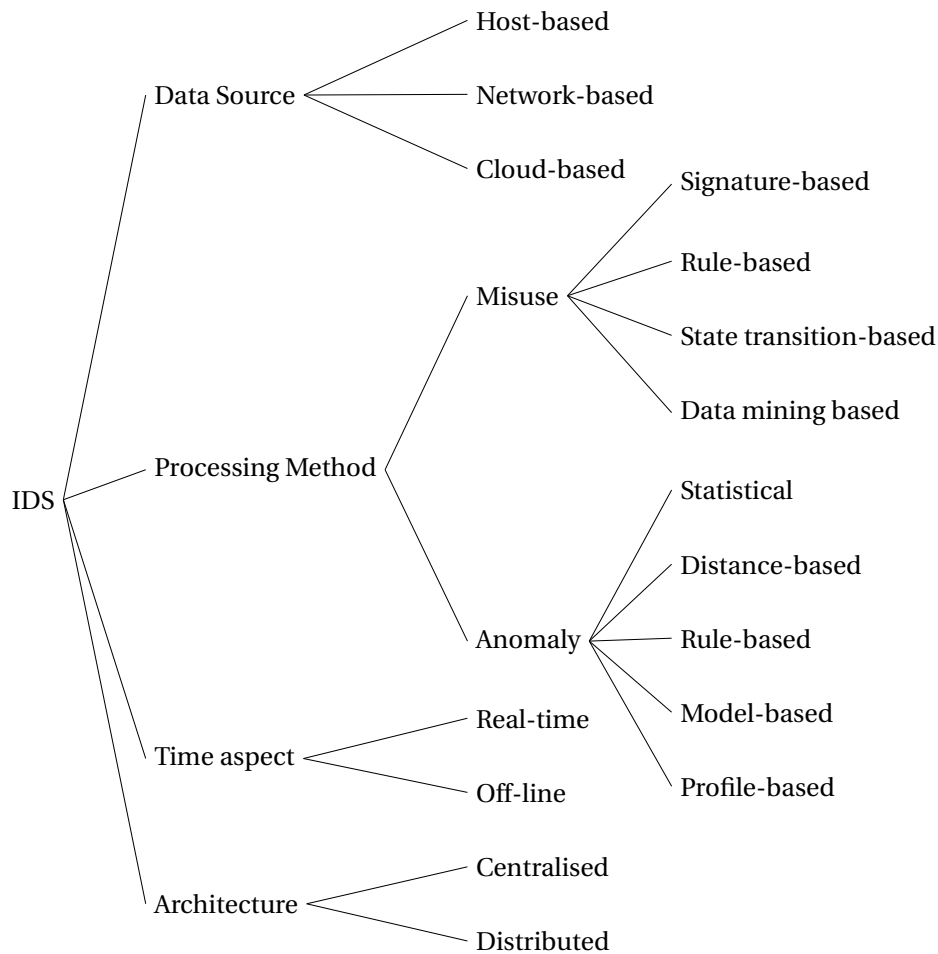 IDS
Data Source
Host-based
Network-based
Cloud-based
Processing Method
Misuse
Signature-based
Rule-based
State transition-based
Data mining based
Anomaly
Statistical
Distance-based
Rule-based
Model-based
Profile-based
Time aspect
Real-time
Off-line
Architecture
Centralised
Distributed